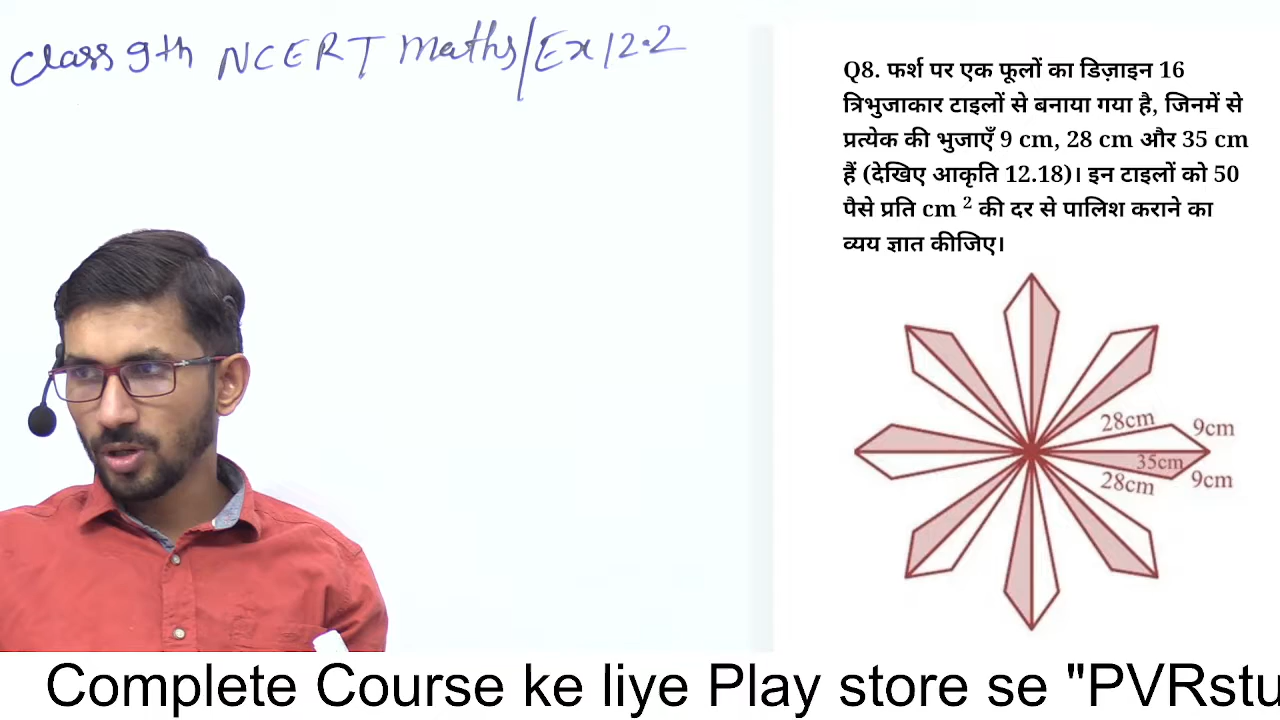 Class 9th NCERT Maths/Ex 12.2
Q8. फर्श पर एक फूलों का डिज़ाइन 16
त्रिभुजाकार टाइलों से बनाया गया है, जिनमें से
प्रत्येक की भुजाएँ 9 cm, 28 cm और 35 cm
हैं (देखिए आकृति 12.18)। इन टाइलों को 50
पैसे प्रति cm ² की दर से पालिश कराने का
व्यय ज्ञात कीजिए।
28cm
9cm
35cm
28cm
9cm
Complete Course ke liye Play store se "PVRstu